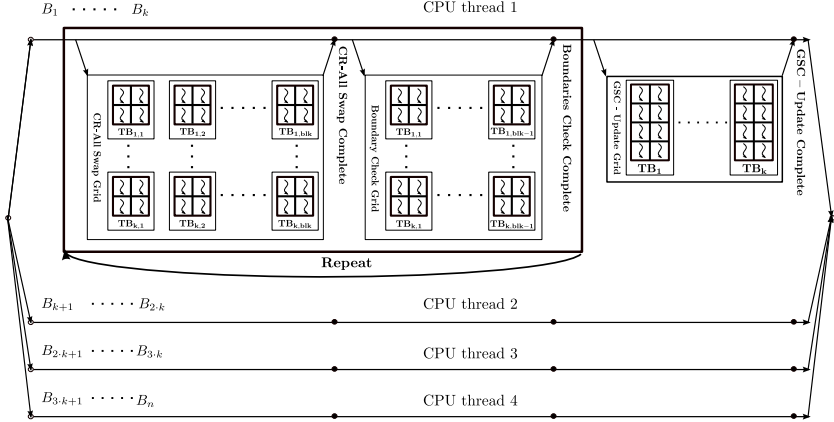 B₁ · · · · · Bₖ
CPU thread 1
CR-All Swap Grid
TB₁,₁
TB₁,₂
TB₁,blk
TBₖ,₁
TBₖ,₂
TBₖ,blk
CR-All Swap Complete
Boundary Check Grid
TB₁,₁
TB₁,blk−₁
TBₖ,₁
TBₖ,blk−₁
Boundaries Check Complete
GSC - Update Grid
TB₁
TBₖ
GSC − Update Complete
Repeat
Bₖ₊₁ · · · · · B₂.ₖ
CPU thread 2
B₂.ₖ₊₁ · · · · · B₃.ₖ
CPU thread 3
B₃.ₖ₊₁ · · · · · Bₙ
CPU thread 4